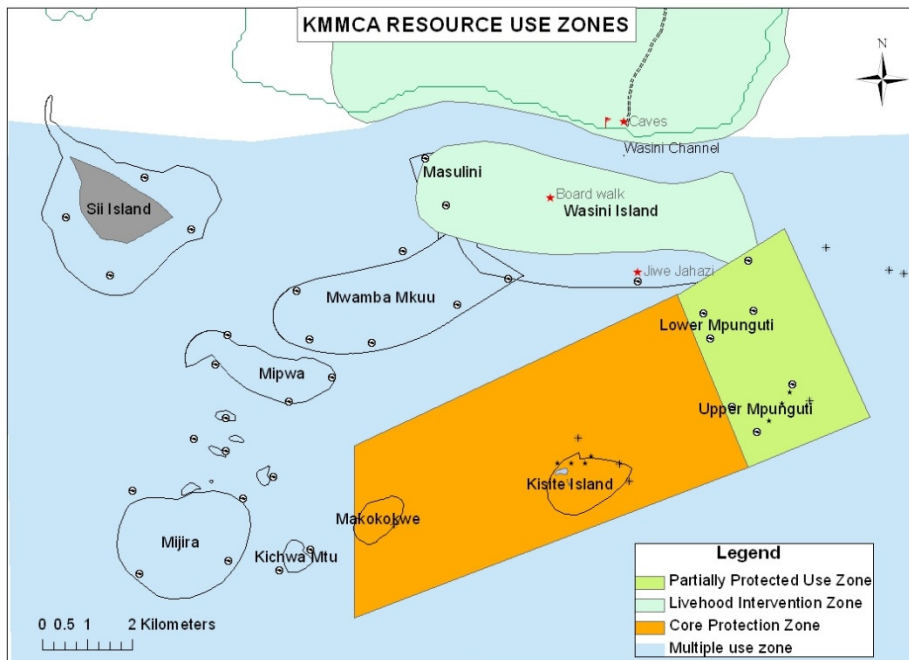 KMMCA RESOURCE USE ZONES
N
Caves
Wasini Channel
Masulini
Board walk
Wasini Island
Sii Island
Jiwe Jahazi
Mwamba Mkuu
Lower Mpunguti
Mipwa
Upper Mpunguti
Kisite Island
Makokokwe
Mijira
Kichwa Mtu
Legend
Partially Protected Use Zone
Livehood Intervention Zone
Core Protection Zone
Multiple use zone
0 0.5 1 2 Kilometers